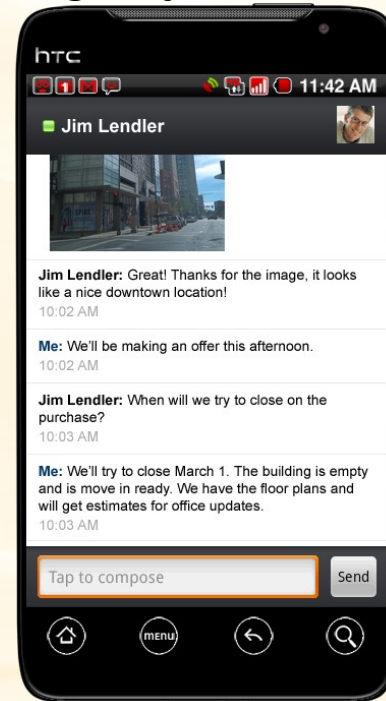 htc
1
11:42 AM
Jim Lendler
Jim Lendler: Great! Thanks for the image, it looks
like a nice downtown location!
10:02 AM
Me: We'll be making an offer this afternoon.
10:02 AM
Jim Lendler: When will we try to close on the
purchase?
10:03 AM
Me: We'll try to close March 1. The building is empty
and is move in ready. We have the floor plans and
will get estimates for office updates.
10:03 AM
Tap to compose
Send
MENU